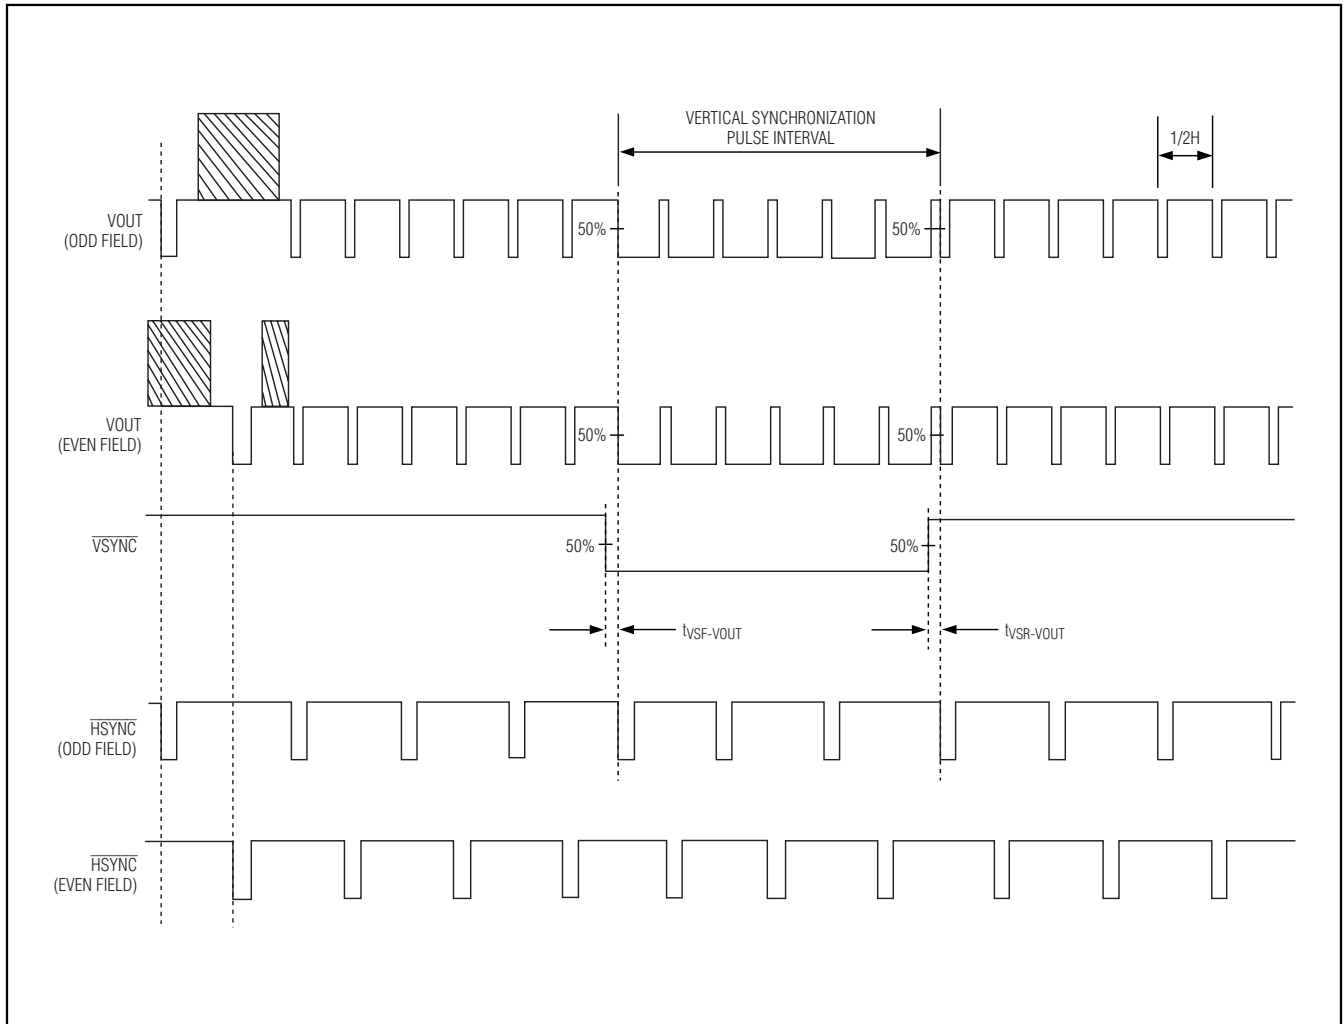 VERTICAL SYNCHRONIZATION
PULSE INTERVAL
1/2H
VOUT
(ODD FIELD)
50%
50%
VOUT
(EVEN FIELD)
50%
50%
VSYNC
50%
50%
tVSF-VOUT
tVSR-VOUT
HSYNC
(ODD FIELD)
HSYNC
(EVEN FIELD)